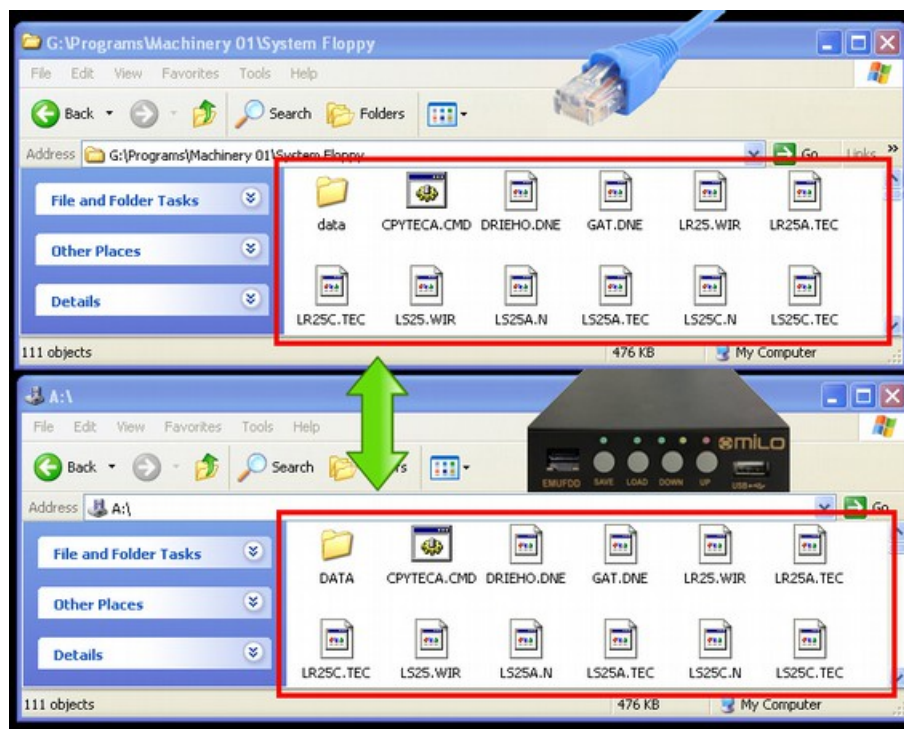 G:\Programs\Machinery 01\System Floppy
File Edit View Favorites Tools Help
Back Search Folders
Address G:\Programs\Machinery 01\System Floppy Go Links »
File and Folder Tasks
Other Places
Details
data CPYTECA.CMD DRIEHO.DNE GAT.DNE LR25.WIR LR25A.TEC
LR25C.TEC LS25.WIR LS25A.N LS25A.TEC LS25C.N LS25C.TEC
111 objects 476 KB My Computer
A:\
File Edit View Favorites Tools Help
Back Search
milo
EMUFDD SAVE LOAD DOWN UP USB
Address A:\ Go
File and Folder Tasks
Other Places
Details
DATA CPYTECA.CMD DRIEHO.DNE GAT.DNE LR25.WIR LR25A.TEC
LR25C.TEC LS25.WIR LS25A.N LS25A.TEC LS25C.N LS25C.TEC
111 objects 476 KB My Computer